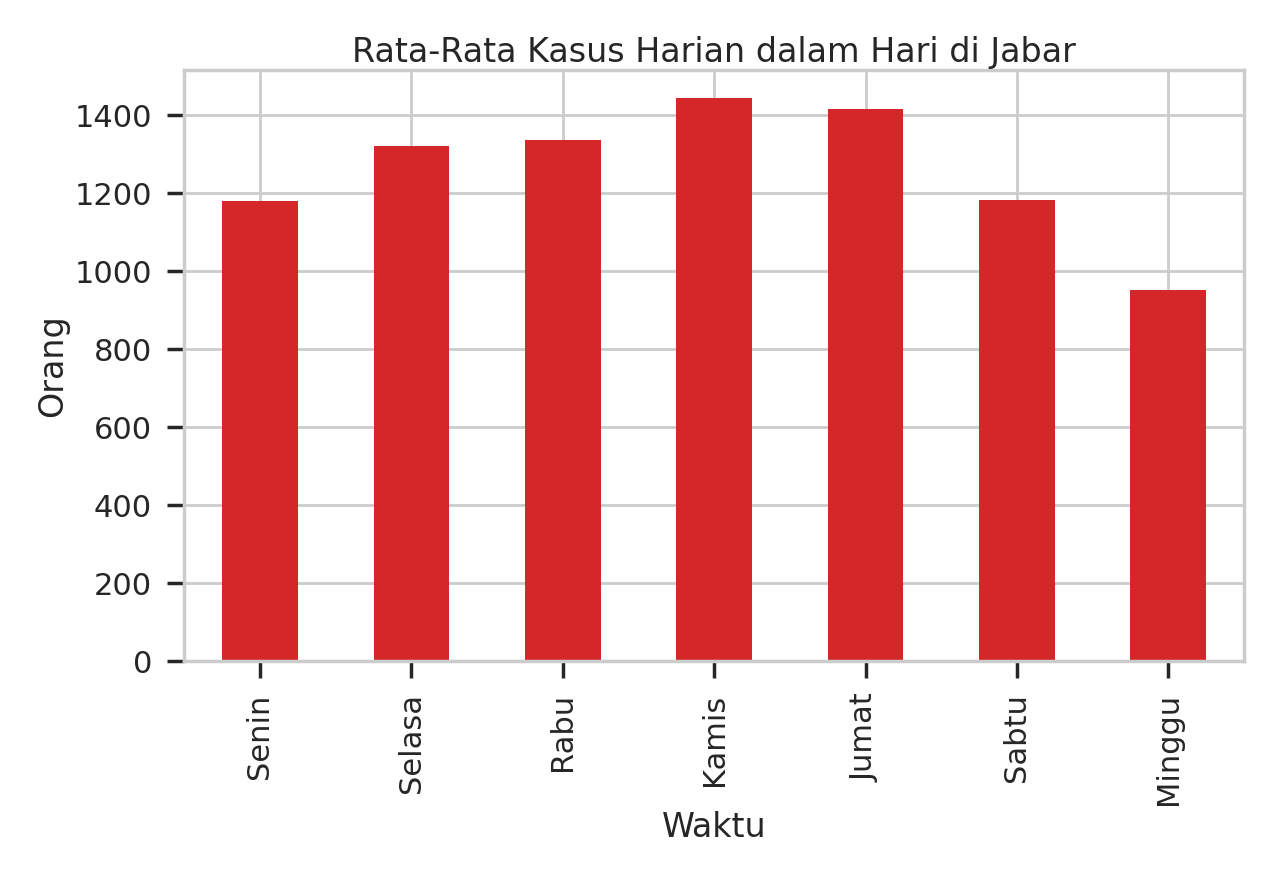 Rata-Rata Kasus Harian dalam Hari di Jabar
1400
1200
1000
800
600
400
200
0
Orang
Senin
Selasa
Rabu
Kamis
Jumat
Sabtu
Minggu
Waktu